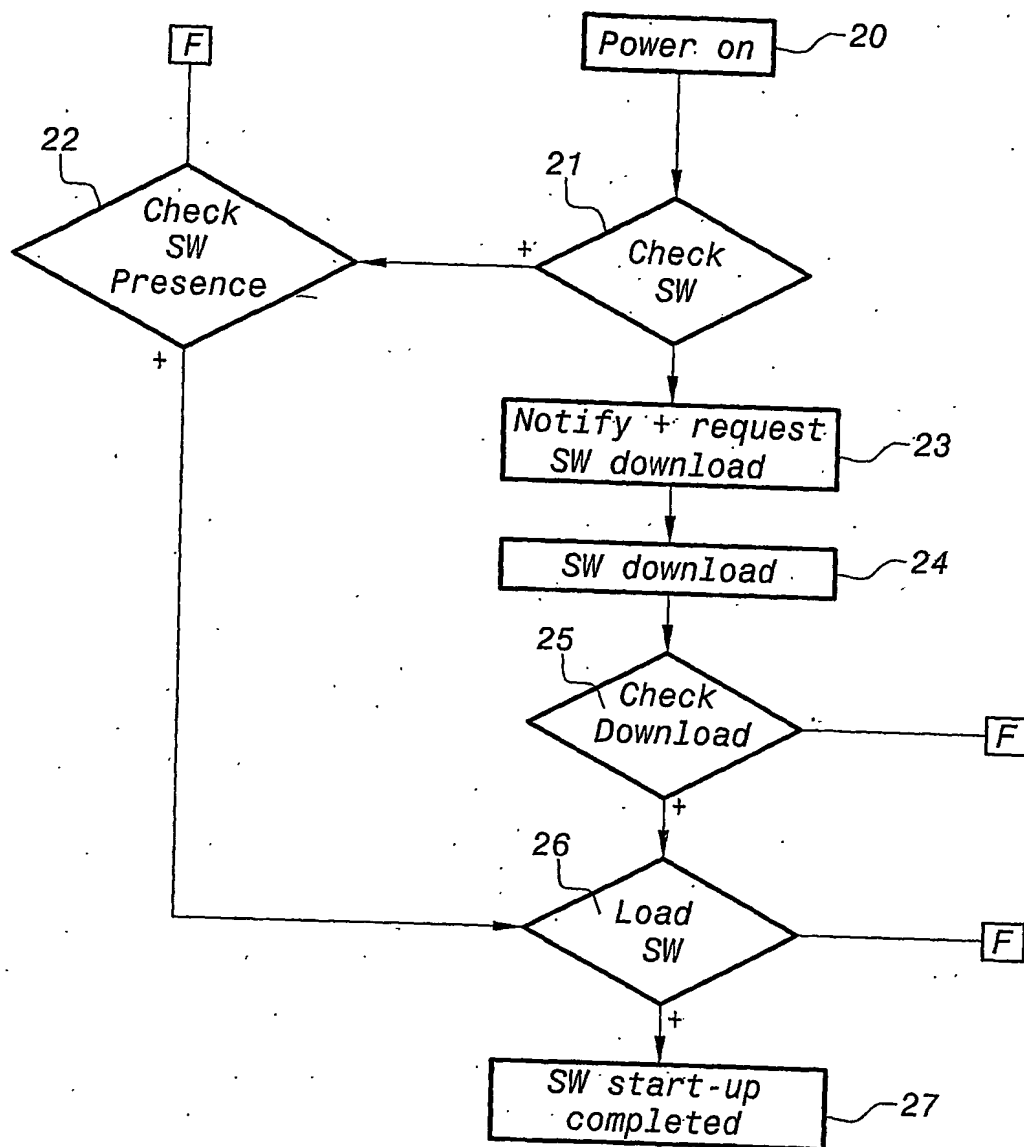 F
Power on
20
22
21
Check
SW
Presence
+
Check
SW
+
Notify + request
SW download
23
SW download
24
25
Check
Download
F
+
26
Load
SW
F
+
SW start-up
completed
27